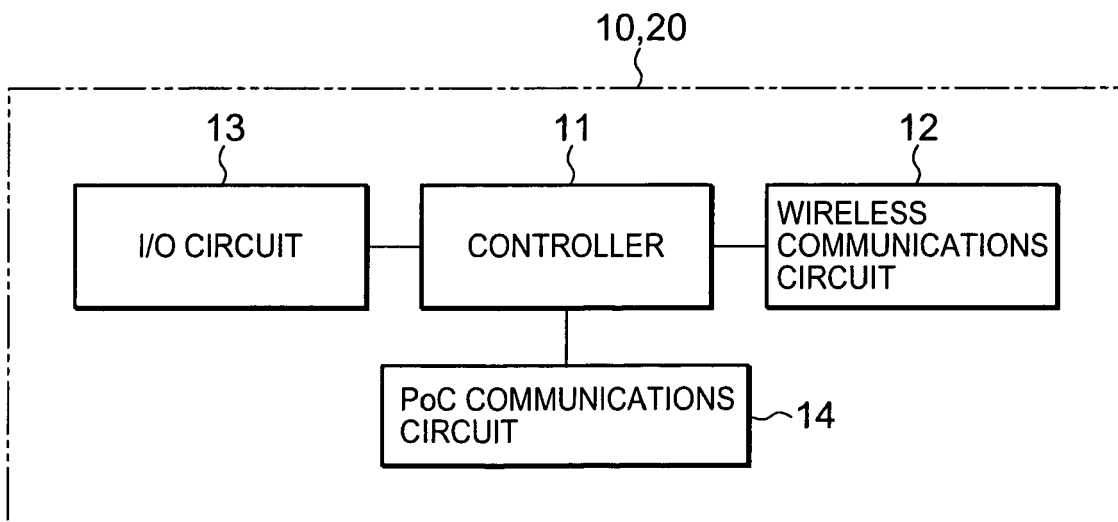 10,20
13
11
12
I/O CIRCUIT
CONTROLLER
WIRELESS
COMMUNICATIONS
CIRCUIT
PoC COMMUNICATIONS
CIRCUIT
14